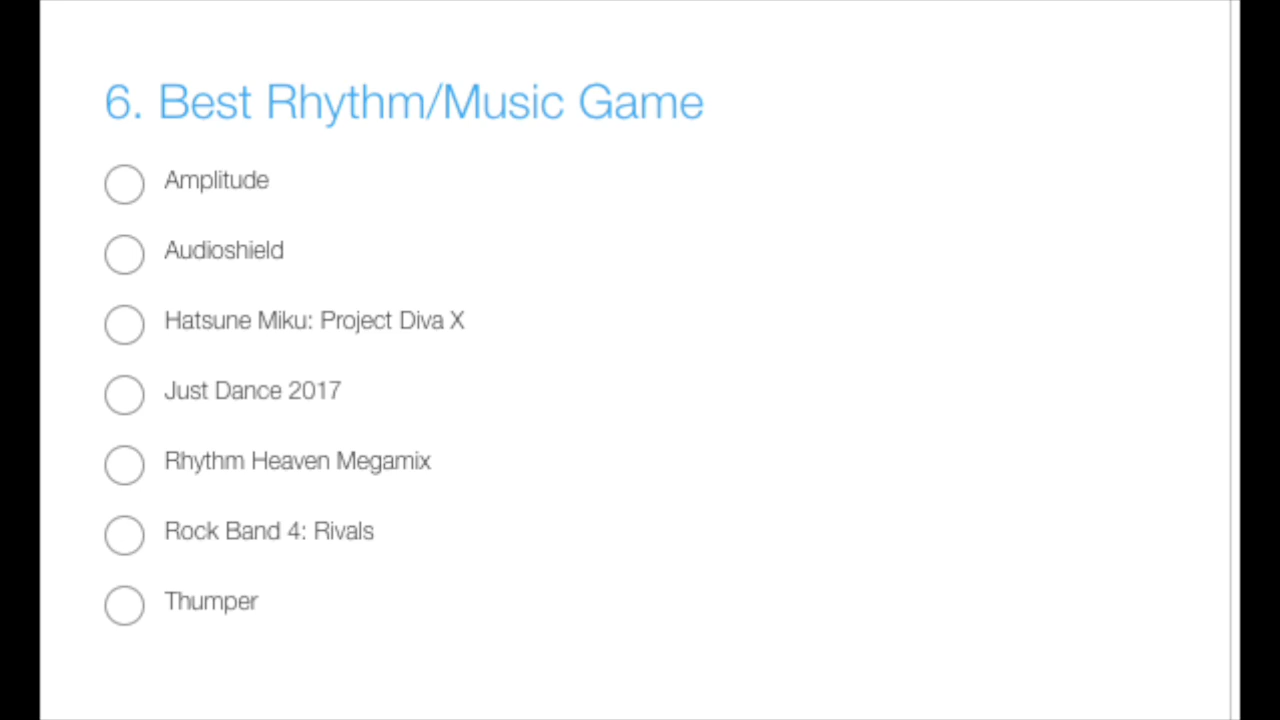 6. Best Rhythm/Music Game
Amplitude
Audioshield
Hatsune Miku: Project Diva X
Just Dance 2017
Rhythm Heaven Megamix
Rock Band 4: Rivals
Thumper